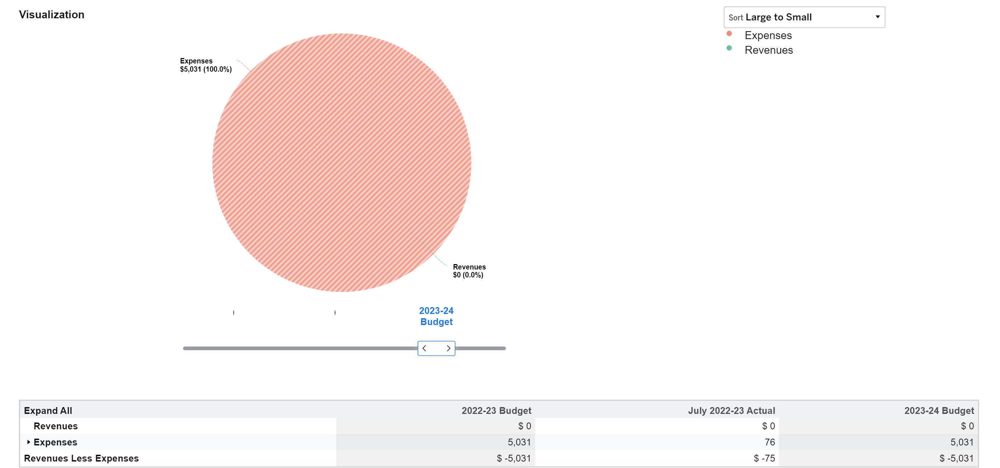 Visualization
Sort Large to Small
Expenses
Revenues
Expenses
$5,031 (100.0%)
Revenues
$0 (0.0%)
2023-24
Budget
Expand All 2022-23 Budget July 2022-23 Actual 2023-24 Budget
Revenues $ 0 $ 0 $ 0
Expenses 5,031 76 5,031
Revenues Less Expenses $ -5,031 $ -75 $ -5,031